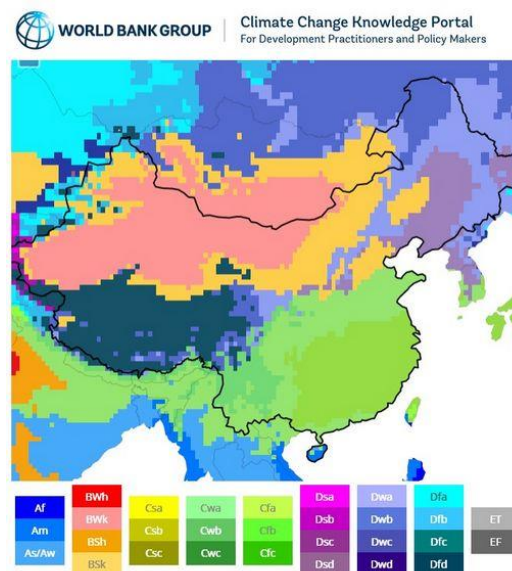 WORLD BANK GROUP
Climate Change Knowledge Portal
For Development Practitioners and Policy Makers
Af
Am
As/Aw
BWh
BWk
BSh
BSk
Csa
Csb
Csc
Cwa
Cwb
Cwc
Cfa
Cfb
Cfc
Dsa
Dsb
Dsc
Dsd
Dwa
Dwb
Dwc
Dwd
Dfa
Dfb
Dfc
Dfd
ET
EF